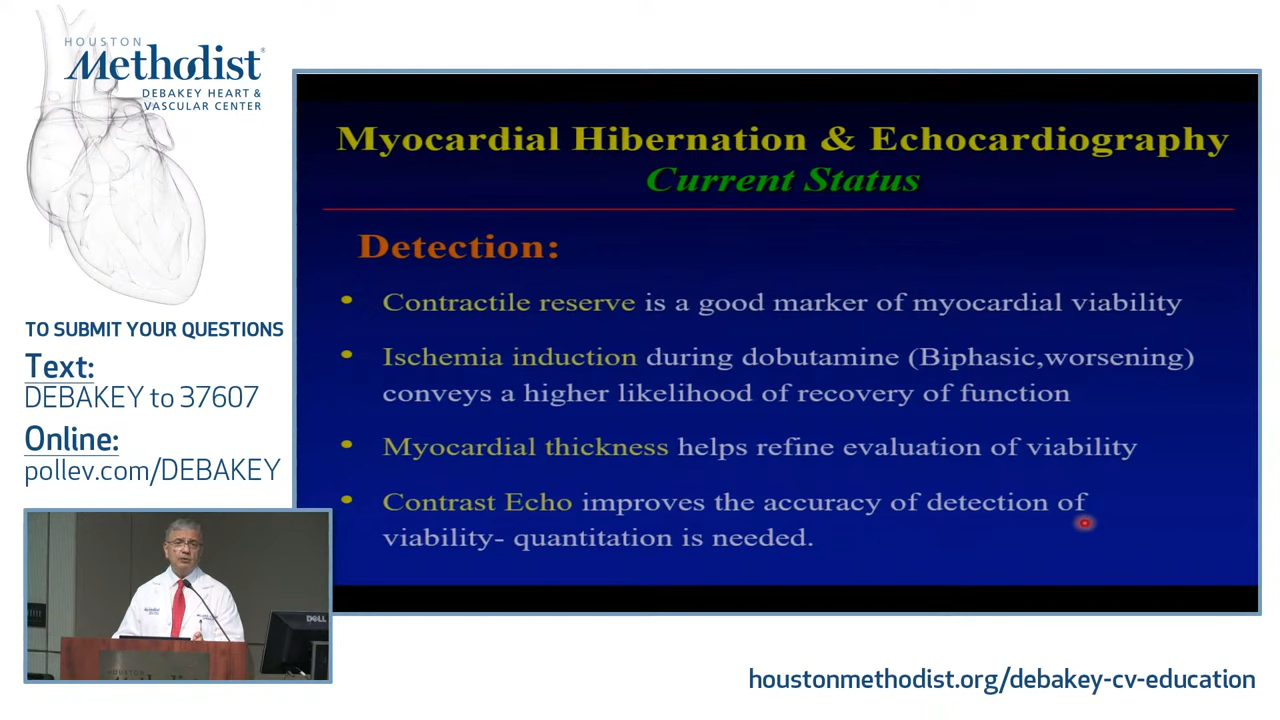 HOUSTON
Methodist®
DEBAKEY HEART &
VASCULAR CENTER
TO SUBMIT YOUR QUESTIONS
Text:
DEBAKEY to 37607
Online:
pollev.com/DEBAKEY
Myocardial Hibernation & Echocardiography
Current Status
Detection:
• Contractile reserve is a good marker of myocardial viability
• Ischemia induction during dobutamine (Biphasic,worsening)
conveys a higher likelihood of recovery of function
• Myocardial thickness helps refine evaluation of viability
• Contrast Echo improves the accuracy of detection of
viability- quantitation is needed.
Methodist
DELL
HOUSTON
houstonmethodist.org/debakey-cv-education